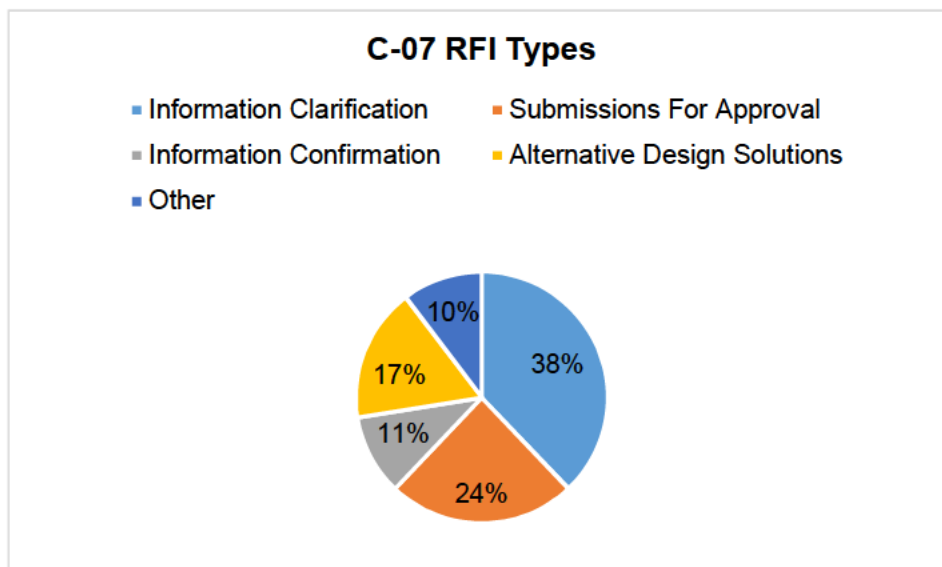 C-07 RFI Types
Information Clarification Submissions For Approval
Information Confirmation Alternative Design Solutions
Other
10%
38%
17%
11%
24%